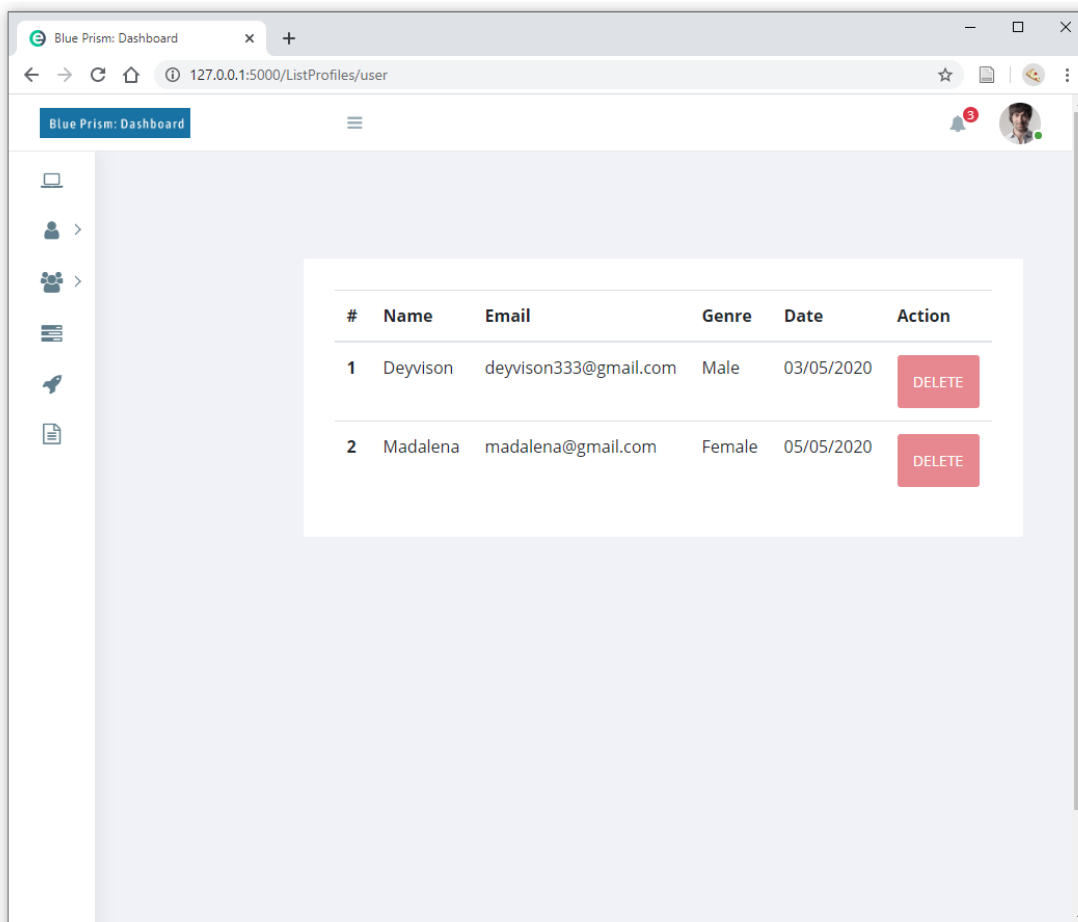 Blue Prism: Dashboard
127.0.0.1:5000/ListProfiles/user
Blue Prism: Dashboard
3
# Name Email Genre Date Action
1 Deyvison deyvison333@gmail.com Male 03/05/2020 DELETE
2 Madalena madalena@gmail.com Female 05/05/2020 DELETE